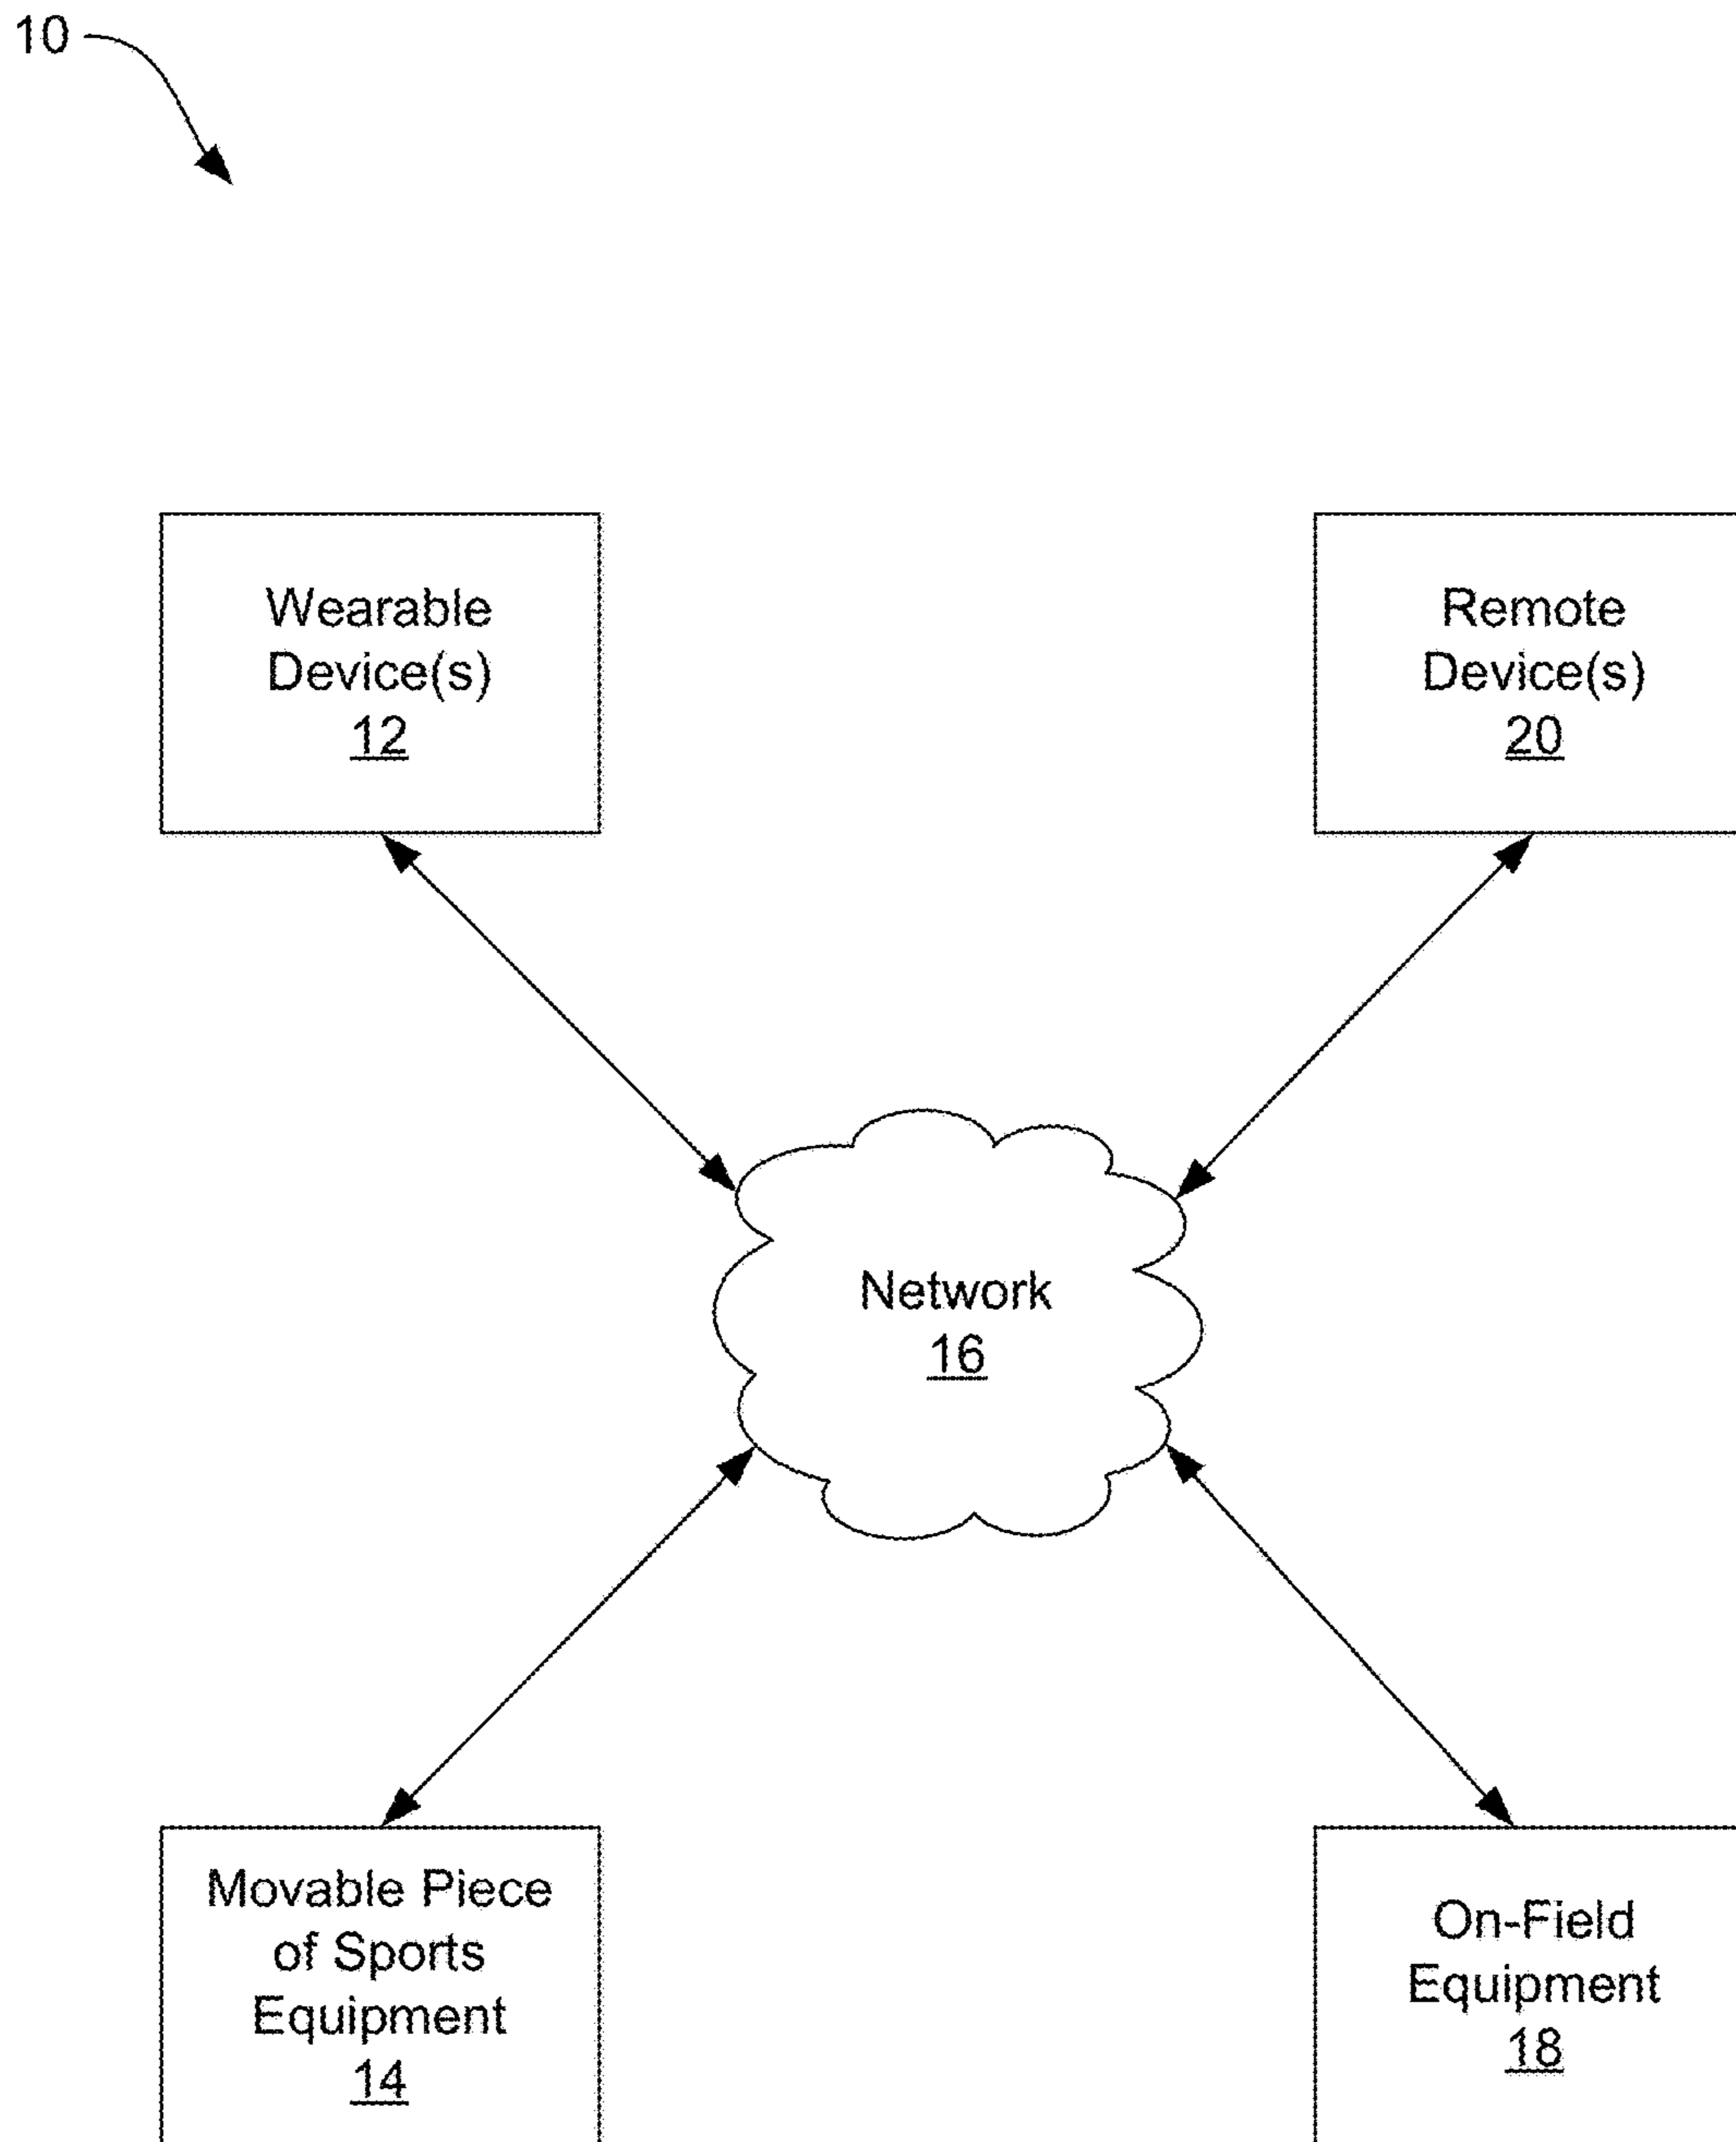 10
Wearable
Device(s)
12
Remote
Device(s)
20
Network
16
Movable Piece
of Sports
Equipment
14
On-Field
Equipment
18